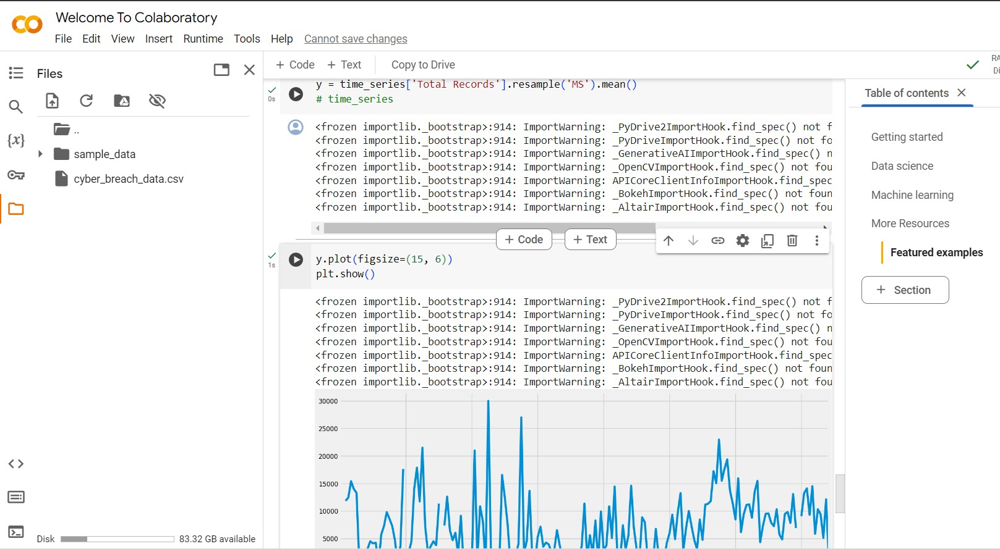 Welcome To Colaboratory
File Edit View Insert Runtime Tools Help Cannot save changes
Files
+ Code + Text Copy to Drive
RA
Di
..
sample_data
cyber_breach_data.csv
{x}
Disk 83.32 GB available
0s
y = time_series['Total Records'].resample('MS').mean()
# time_series
<frozen importlib._bootstrap>:914: ImportWarning: _PyDrive2ImportHook.find_spec() not f
<frozen importlib._bootstrap>:914: ImportWarning: _PyDriveImportHook.find_spec() not fo
<frozen importlib._bootstrap>:914: ImportWarning: _GenerativeAIImportHook.find_spec() n
<frozen importlib._bootstrap>:914: ImportWarning: _OpenCVImportHook.find_spec() not fou
<frozen importlib._bootstrap>:914: ImportWarning: APICoreClientInfoImportHook.find_spec
<frozen importlib._bootstrap>:914: ImportWarning: _BokehImportHook.find_spec() not foun
<frozen importlib._bootstrap>:914: ImportWarning: _AltairImportHook.find_spec() not fou
+ Code + Text
1s
y.plot(figsize=(15, 6))
plt.show()
<frozen importlib._bootstrap>:914: ImportWarning: _PyDrive2ImportHook.find_spec() not f
<frozen importlib._bootstrap>:914: ImportWarning: _PyDriveImportHook.find_spec() not fo
<frozen importlib._bootstrap>:914: ImportWarning: _GenerativeAIImportHook.find_spec() n
<frozen importlib._bootstrap>:914: ImportWarning: _OpenCVImportHook.find_spec() not fou
<frozen importlib._bootstrap>:914: ImportWarning: APICoreClientInfoImportHook.find_spec
<frozen importlib._bootstrap>:914: ImportWarning: _BokehImportHook.find_spec() not foun
<frozen importlib._bootstrap>:914: ImportWarning: _AltairImportHook.find_spec() not fou
30000
25000
20000
15000
10000
5000
Table of contents
Getting started
Data science
Machine learning
More Resources
Featured examples
+ Section